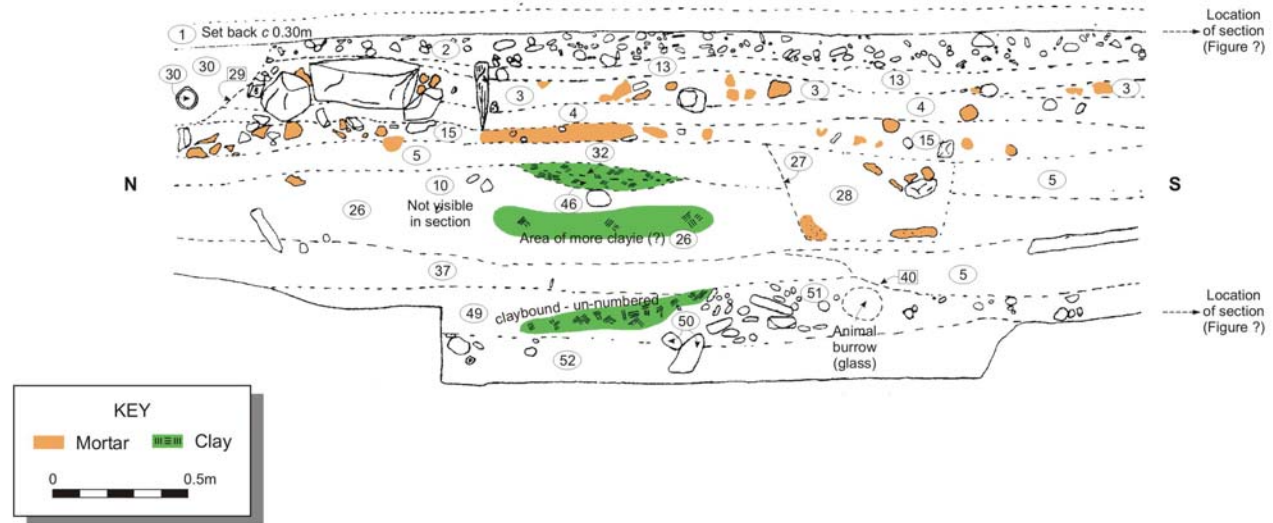 Location
of section
(Figure ?)
1 Set back c 0.30m
2
30
30
29
13
13
3
3
3
4
4
15
15
5
32
27
5
N
10
Not visible
in section
26
46
28
S
Area of more clayie (?) 26
37
40
5
claybound - un-numbered
49
51
50
52
Animal
burrow
(glass)
Location
of section
(Figure ?)
KEY
Mortar
Clay
0
0.5m